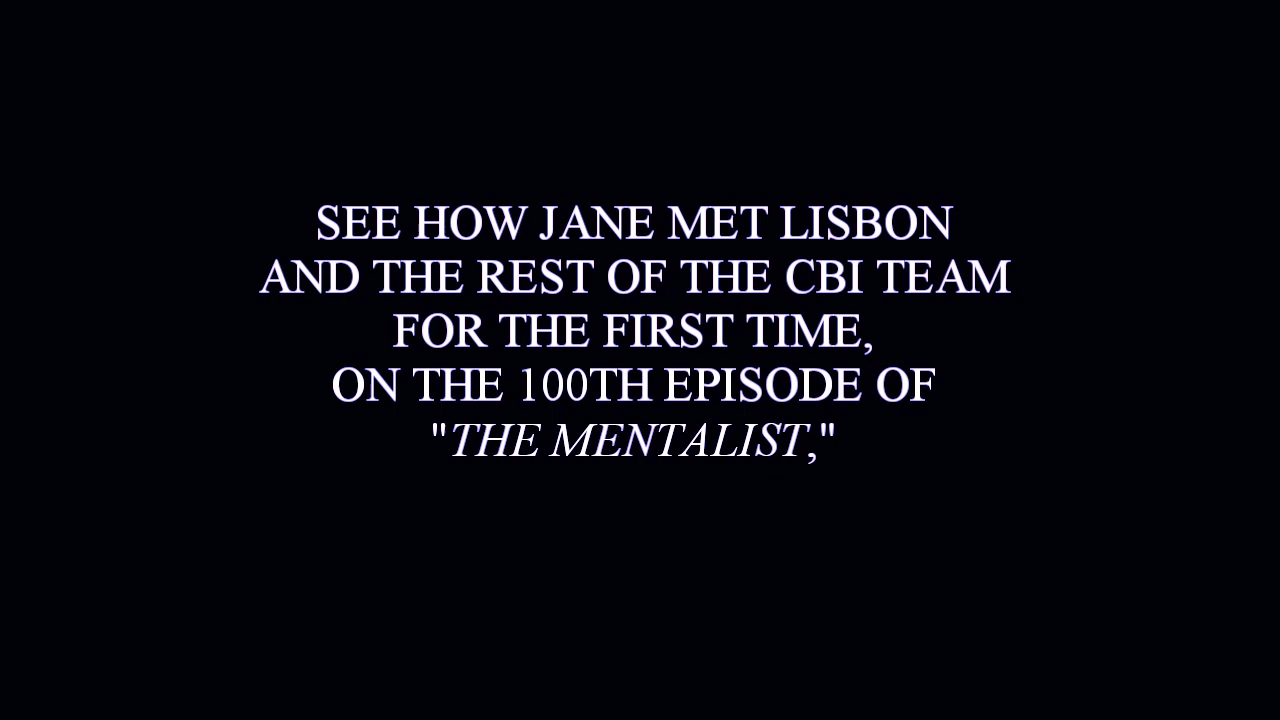 SEE HOW JANE MET LISBON
AND THE REST OF THE CBI TEAM
FOR THE FIRST TIME,
ON THE 100TH EPISODE OF
"THE MENTALIST,"